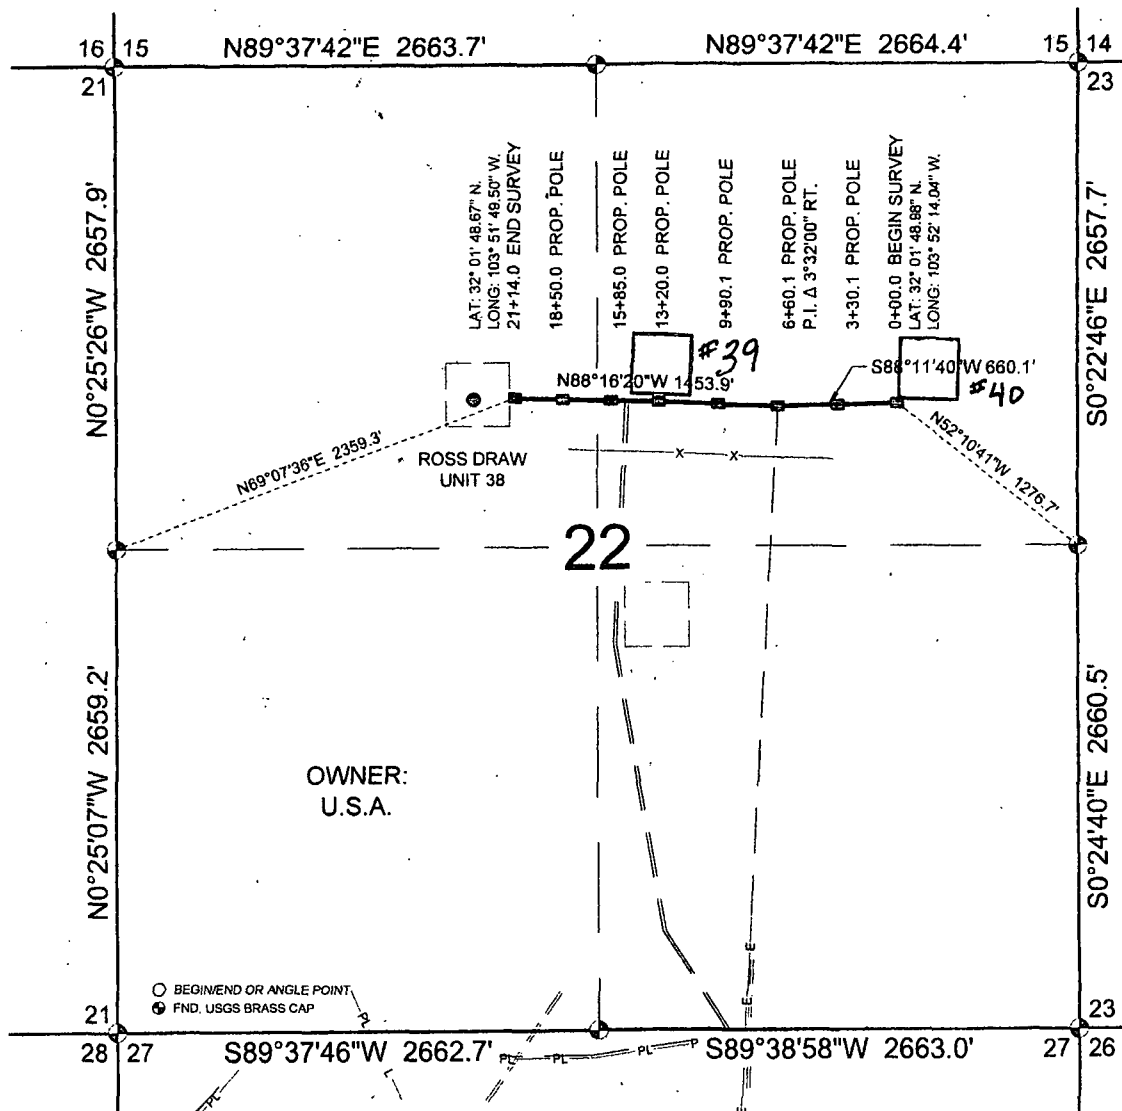 16 15
N89°37'42"E 2663.7'
N89°37'42"E 2664.4'
15 14
21
23
N0°25'26"W 2657.9'
LAT: 32° 01' 48.67" N.
LONG: 103° 51' 49.50" W.
21+14.0 END SURVEY
18+50.0 PROP. POLE
15+85.0 PROP. POLE
13+20.0 PROP. POLE
9+90.1 PROP. POLE
6+60.1 PROP. POLE
P.I. Δ 3°32'00" RT.
3+30.1 PROP. POLE
0+00.0 BEGIN SURVEY
LAT: 32° 01' 48.98" N.
LONG: 103° 52' 14.04" W.
S0°22'46"E 2657.7'
#39
N88°16'20"W 1453.9'
S88°11'40"W 660.1'
#40
N69°07'36"E 2359.3'
ROSS DRAW
UNIT 38
X X
N52°10'41"W 1276.7'
22
N0°25'07"W 2659.2'
OWNER:
U.S.A.
S0°24'40"E 2660.5'
E
E
BEGIN/END OR ANGLE POINT
FND. USGS BRASS CAP
PL
21
23
28 27
S89°37'46"W 2662.7'
PL PL PL P
S89°38'58"W 2663.0'
27 26
PL
L
E